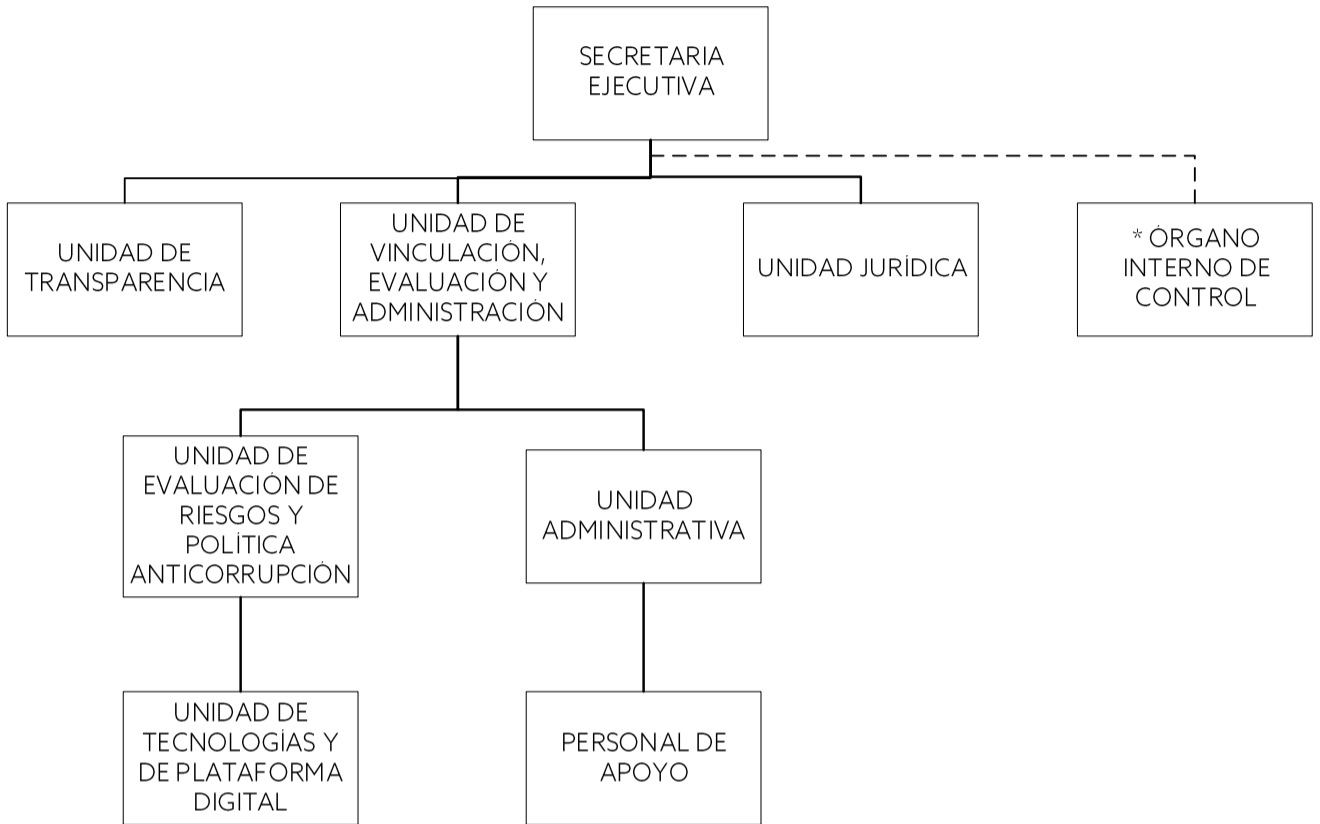 SECRETARIA
EJECUTIVA
UNIDAD DE
TRANSPARENCIA
UNIDAD DE
VINCULACIÓN,
EVALUACIÓN Y
ADMINISTRACIÓN
UNIDAD JURÍDICA
* ÓRGANO
INTERNO DE
CONTROL
UNIDAD DE
EVALUACIÓN DE
RIESGOS Y
POLÍTICA
ANTICORRUPCIÓN
UNIDAD
ADMINISTRATIVA
UNIDAD DE
TECNOLOGÍAS Y
DE PLATAFORMA
DIGITAL
PERSONAL DE
APOYO